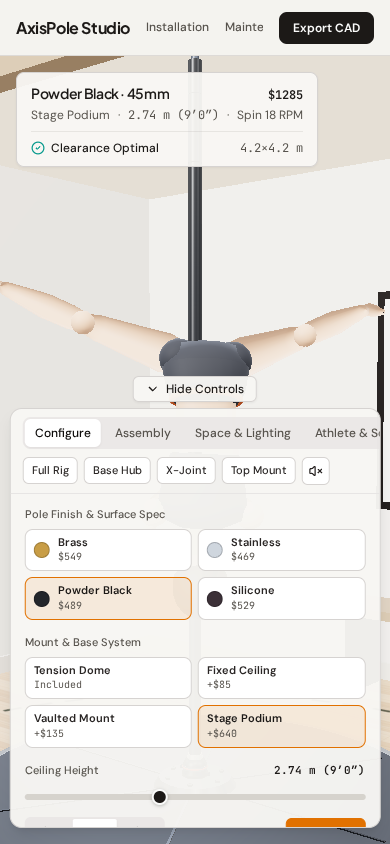 AxisPole Studio Installation Mainte Export CAD
Powder Black · 45mm $1285
Stage Podium · 2.74 m (9′0″) · Spin 18 RPM
Clearance Optimal 4.2×4.2 m
Hide Controls
Configure Assembly Space & Lighting Athlete & Sc
Full Rig Base Hub X-Joint Top Mount
Pole Finish & Surface Spec
Brass
$549
Stainless
$469
Powder Black
$489
Silicone
$529
Mount & Base System
Tension Dome
Included
Fixed Ceiling
+$85
Vaulted Mount
+$135
Stage Podium
+$640
Ceiling Height 2.74 m (9′0″)